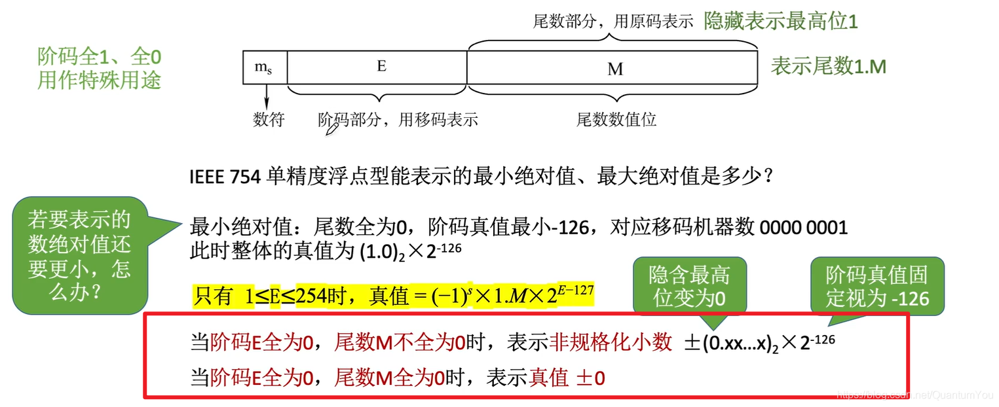 尾数部分，用原码表示 隐藏表示最高位1
阶码全1、全0
用作特殊用途
mₛ E M
表示尾数1.M
数符 阶码部分，用移码表示 尾数数值位
IEEE 754 单精度浮点型能表示的最小绝对值、最大绝对值是多少？
若要表示的
数绝对值还
要更小，怎
么办？
最小绝对值：尾数全为0，阶码真值最小-126，对应移码机器数 0000 0001
此时整体的真值为 (1.0)₂×2⁻¹²⁶
隐含最高
位变为0
阶码真值固
定视为 -126
只有 1≤E≤254时，真值 = (−1)ˢ×1.M×2ᴱ⁻¹²⁷
当阶码E全为0，尾数M不全为0时，表示非规格化小数 ±(0.xx...x)₂×2⁻¹²⁶
当阶码E全为0，尾数M全为0时，表示真值 ±0
https://blog.csdn.net/QuantumYou